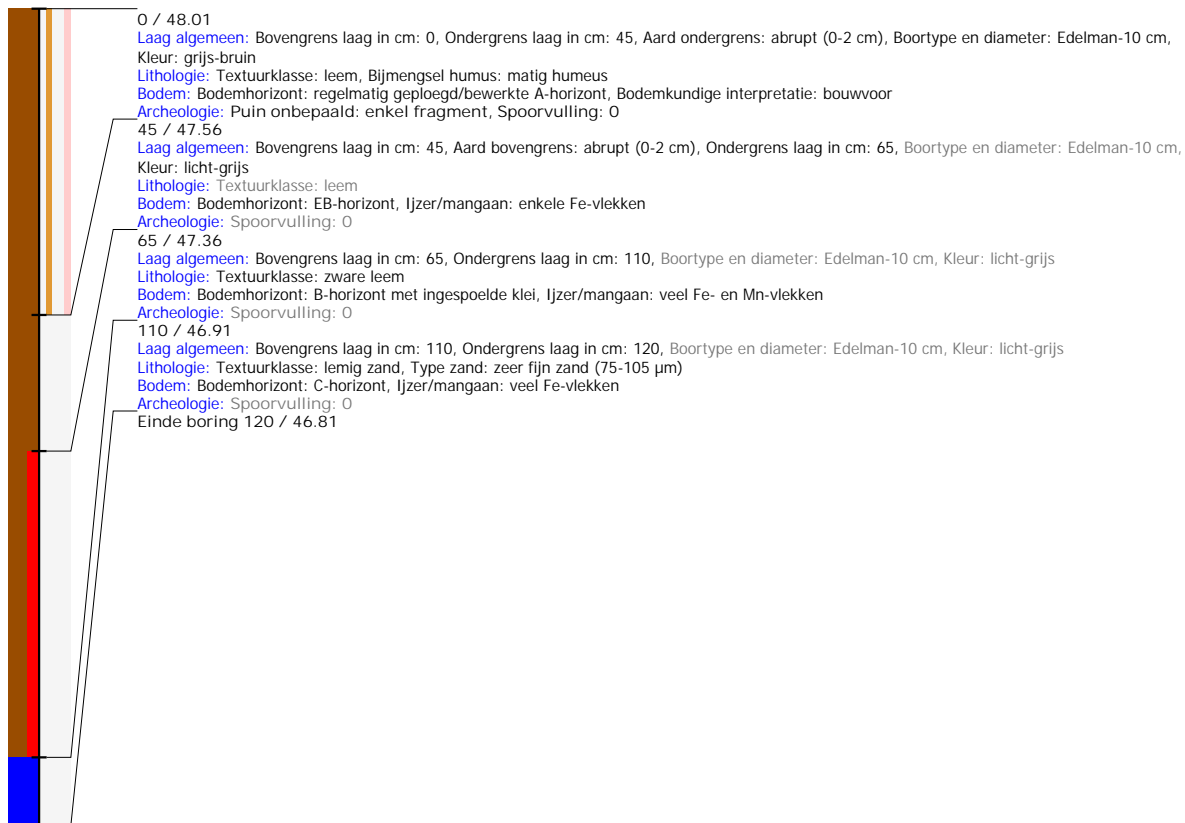 0 / 48.01
Laag algemeen: Bovengrens laag in cm: 0, Ondergrens laag in cm: 45, Aard ondergrens: abrupt (0-2 cm), Boortype en diameter: Edelman-10 cm,
Kleur: grijs-bruin
Lithologie: Textuurklasse: leem, Bijmengsel humus: matig humeus
Bodem: Bodemhorizont: regelmatig geploegd/bewerkte A-horizont, Bodemkundige interpretatie: bouwvoor
Archeologie: Puin onbepaald: enkel fragment, Spoorvulling: 0
45 / 47.56
Laag algemeen: Bovengrens laag in cm: 45, Aard bovengrens: abrupt (0-2 cm), Ondergrens laag in cm: 65, Boortype en diameter: Edelman-10 cm,
Kleur: licht-grijs
Lithologie: Textuurklasse: leem
Bodem: Bodemhorizont: EB-horizont, Ijzer/mangaan: enkele Fe-vlekken
Archeologie: Spoorvulling: 0
65 / 47.36
Laag algemeen: Bovengrens laag in cm: 65, Ondergrens laag in cm: 110, Boortype en diameter: Edelman-10 cm, Kleur: licht-grijs
Lithologie: Textuurklasse: zware leem
Bodem: Bodemhorizont: B-horizont met ingespoelde klei, Ijzer/mangaan: veel Fe- en Mn-vlekken
Archeologie: Spoorvulling: 0
110 / 46.91
Laag algemeen: Bovengrens laag in cm: 110, Ondergrens laag in cm: 120, Boortype en diameter: Edelman-10 cm, Kleur: licht-grijs
Lithologie: Textuurklasse: lemig zand, Type zand: zeer fijn zand (75-105 µm)
Bodem: Bodemhorizont: C-horizont, Ijzer/mangaan: veel Fe-vlekken
Archeologie: Spoorvulling: 0
Einde boring 120 / 46.81